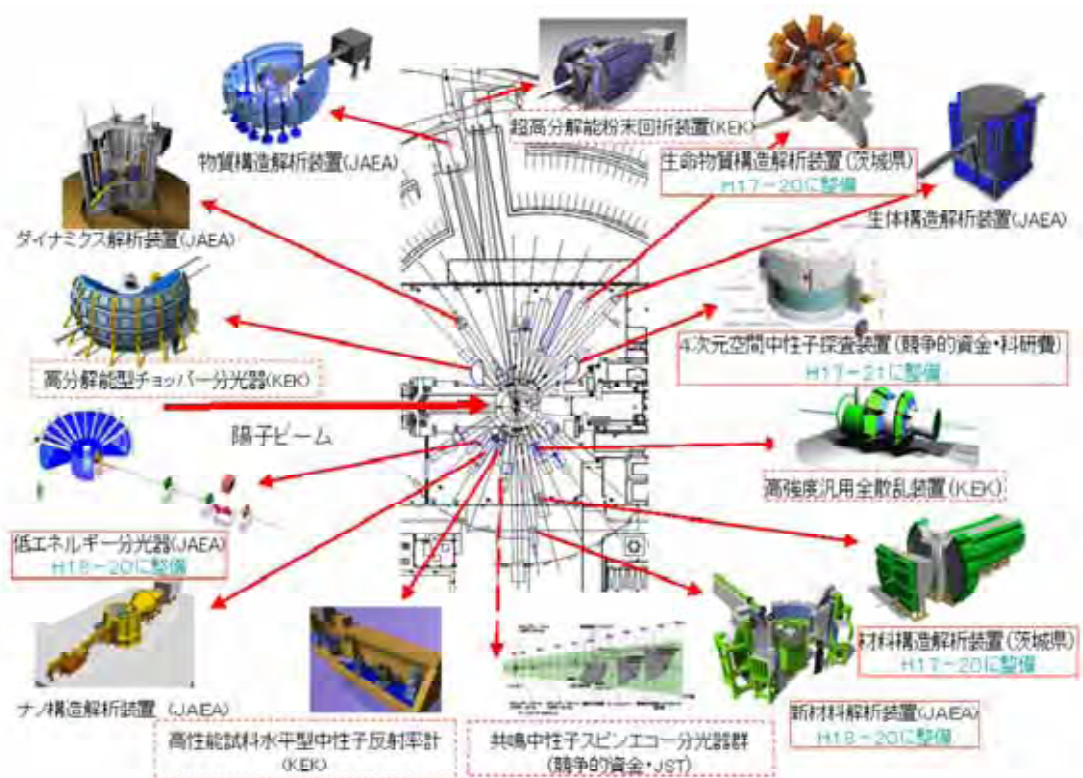 超高分解能粉末回折装置(KEK)
物質構造解析装置(JAEA)
生命物質構造解析装置(茨城県)
H17-20に整備
生体構造解析装置(JAEA)
ダイナミクス解析装置(JAEA)
4次元空間中性子探査装置(競争的資金・科研費)
H17-21に整備
高分解能型チョッパー分光器(KEK)
陽子ビーム
高強度汎用全散乱装置(KEK)
低エネルギー分光器(JAEA)
H18-20に整備
材料構造解析装置(茨城県)
H17-20に整備
ナノ構造解析装置 (JAEA)
新材料解析装置(JAEA)
H18-20に整備
高性能試料水平型中性子反射率計
(KEK)
共鳴中性子スピンエコー分光器群
(競争的資金・JST)